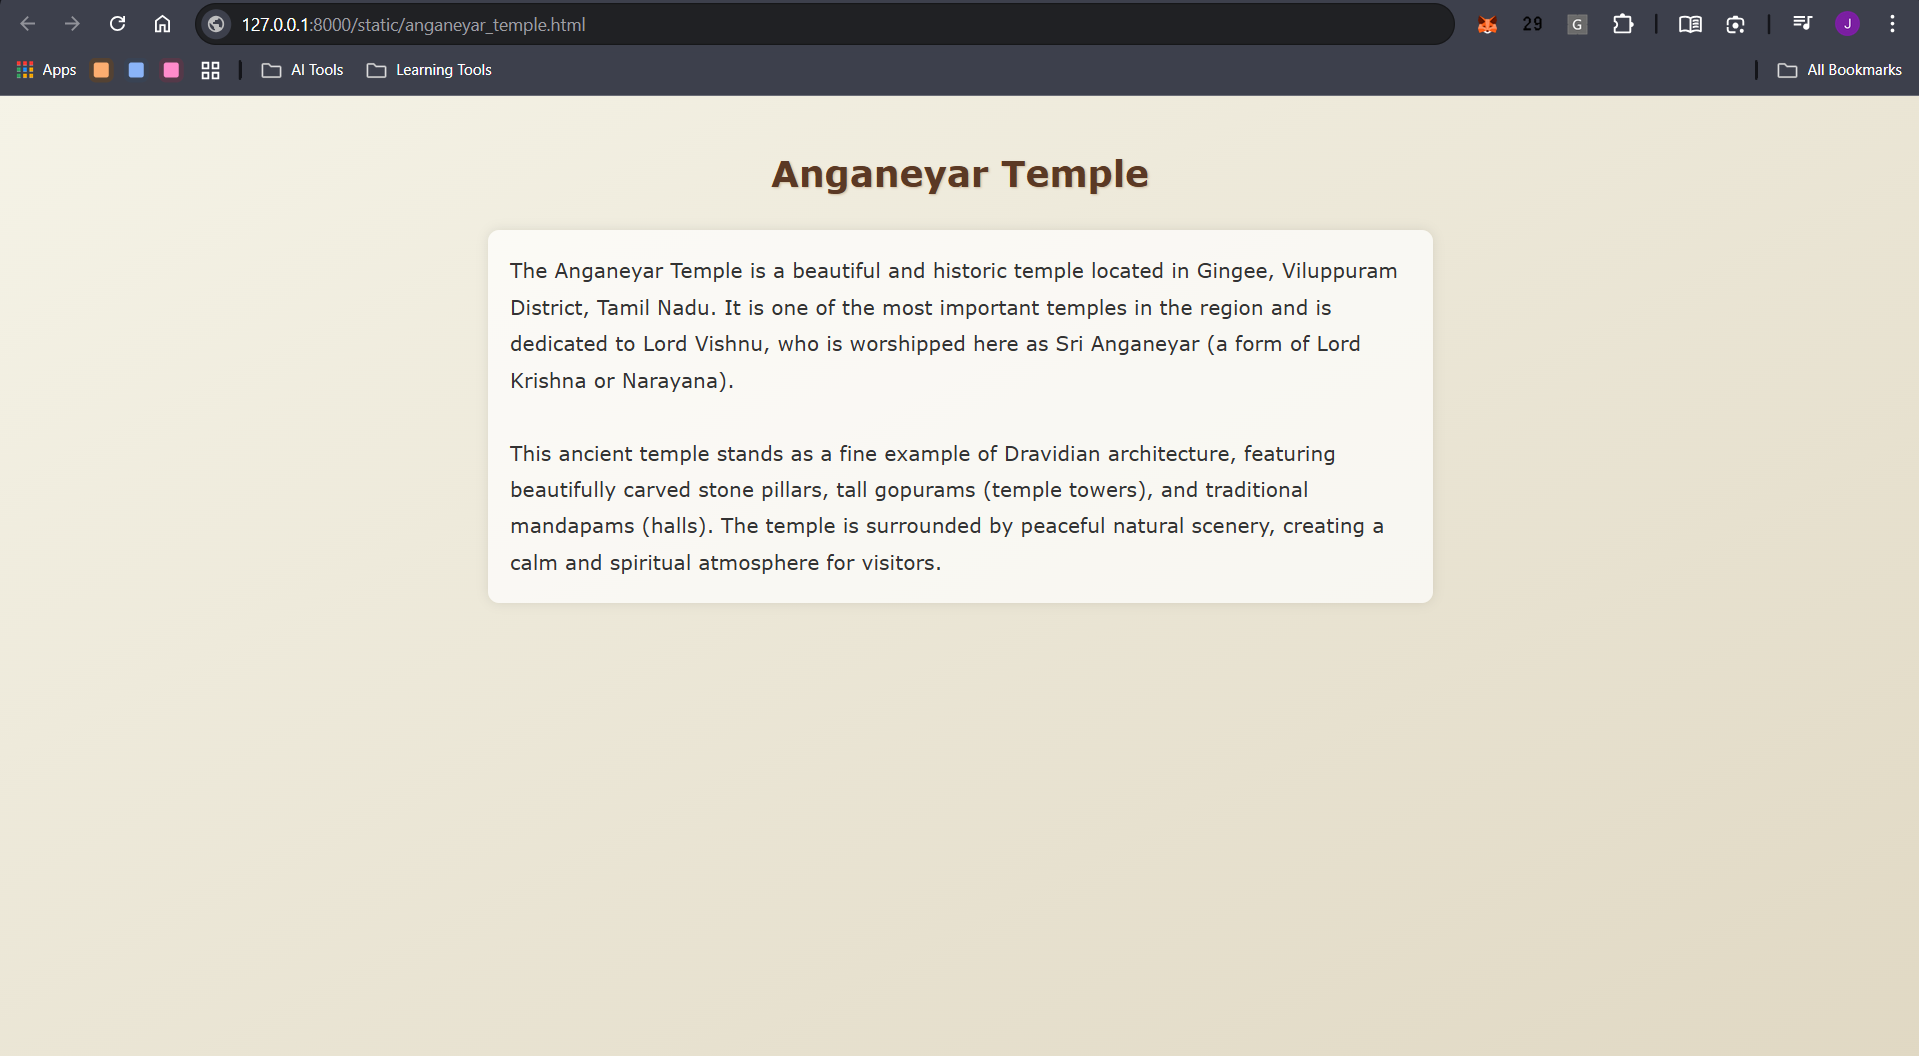 127.0.0.1:8000/static/anganeyar_temple.html
29
G
J
Apps
AI Tools
Learning Tools
All Bookmarks
Anganeyar Temple
The Anganeyar Temple is a beautiful and historic temple located in Gingee, Viluppuram
District, Tamil Nadu. It is one of the most important temples in the region and is
dedicated to Lord Vishnu, who is worshipped here as Sri Anganeyar (a form of Lord
Krishna or Narayana).
This ancient temple stands as a fine example of Dravidian architecture, featuring
beautifully carved stone pillars, tall gopurams (temple towers), and traditional
mandapams (halls). The temple is surrounded by peaceful natural scenery, creating a
calm and spiritual atmosphere for visitors.